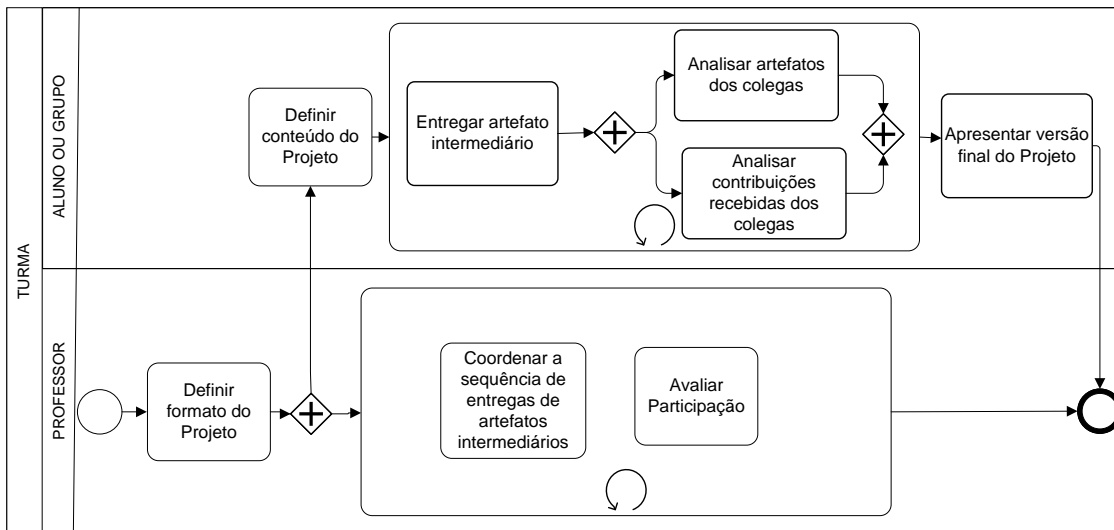 TURMA
ALUNO OU GRUPO
Definir
conteúdo do
Projeto
Entregar artefato
intermediário
Analisar artefatos
dos colegas
Analisar
contribuições
recebidas dos
colegas
Apresentar versão
final do Projeto
PROFESSOR
Definir
formato do
Projeto
Coordenar a
sequência de
entregas de
artefatos
intermediários
Avaliar
Participação